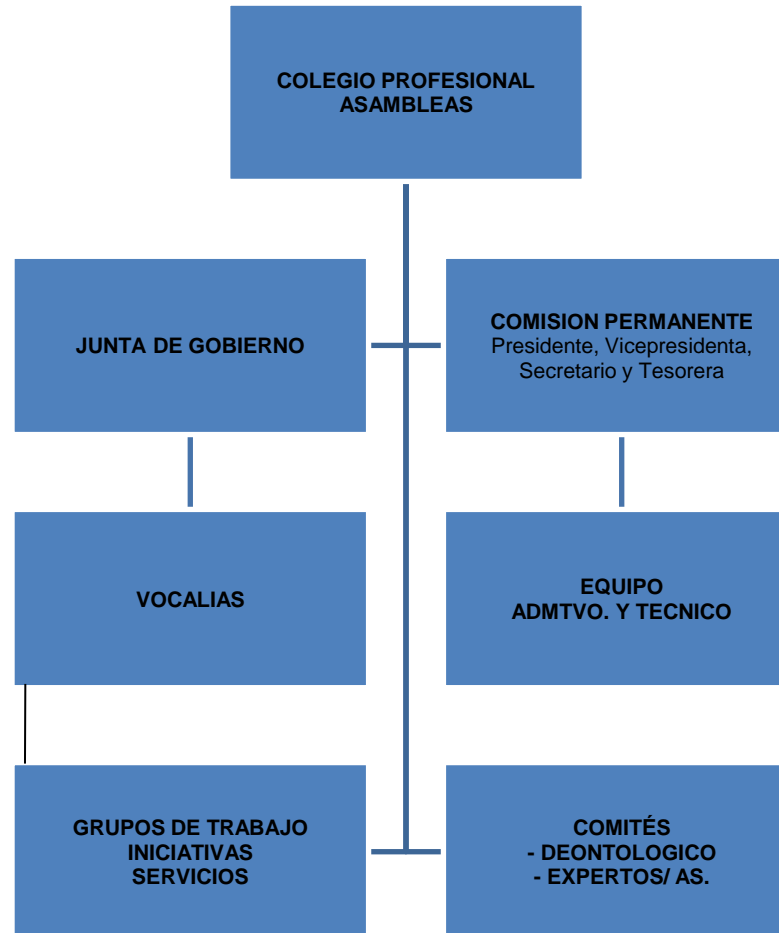 COLEGIO PROFESIONAL
ASAMBLEAS
JUNTA DE GOBIERNO
COMISION PERMANENTE
Presidente, Vicepresidenta,
Secretario y Tesorera
VOCALIAS
EQUIPO
ADMTVO. Y TECNICO
GRUPOS DE TRABAJO
INICIATIVAS
SERVICIOS
COMITÉS
- DEONTOLOGICO
- EXPERTOS/ AS.